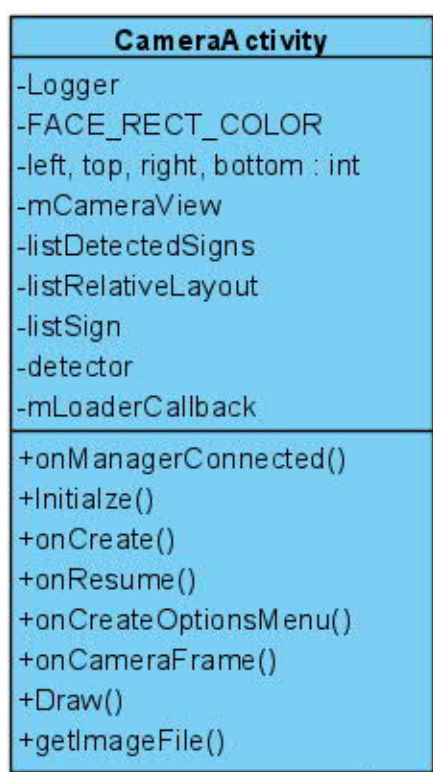 CameraActivity
-Logger
-FACE_RECT_COLOR
-left, top, right, bottom : int
-mCameraView
-listDetectedSigns
-listRelativeLayout
-listSign
-detector
-mLoaderCallback
+onManagerConnected()
+Initialze()
+onCreate()
+onResume()
+onCreateOptionsMenu()
+onCameraFrame()
+Draw()
+getImageFile()